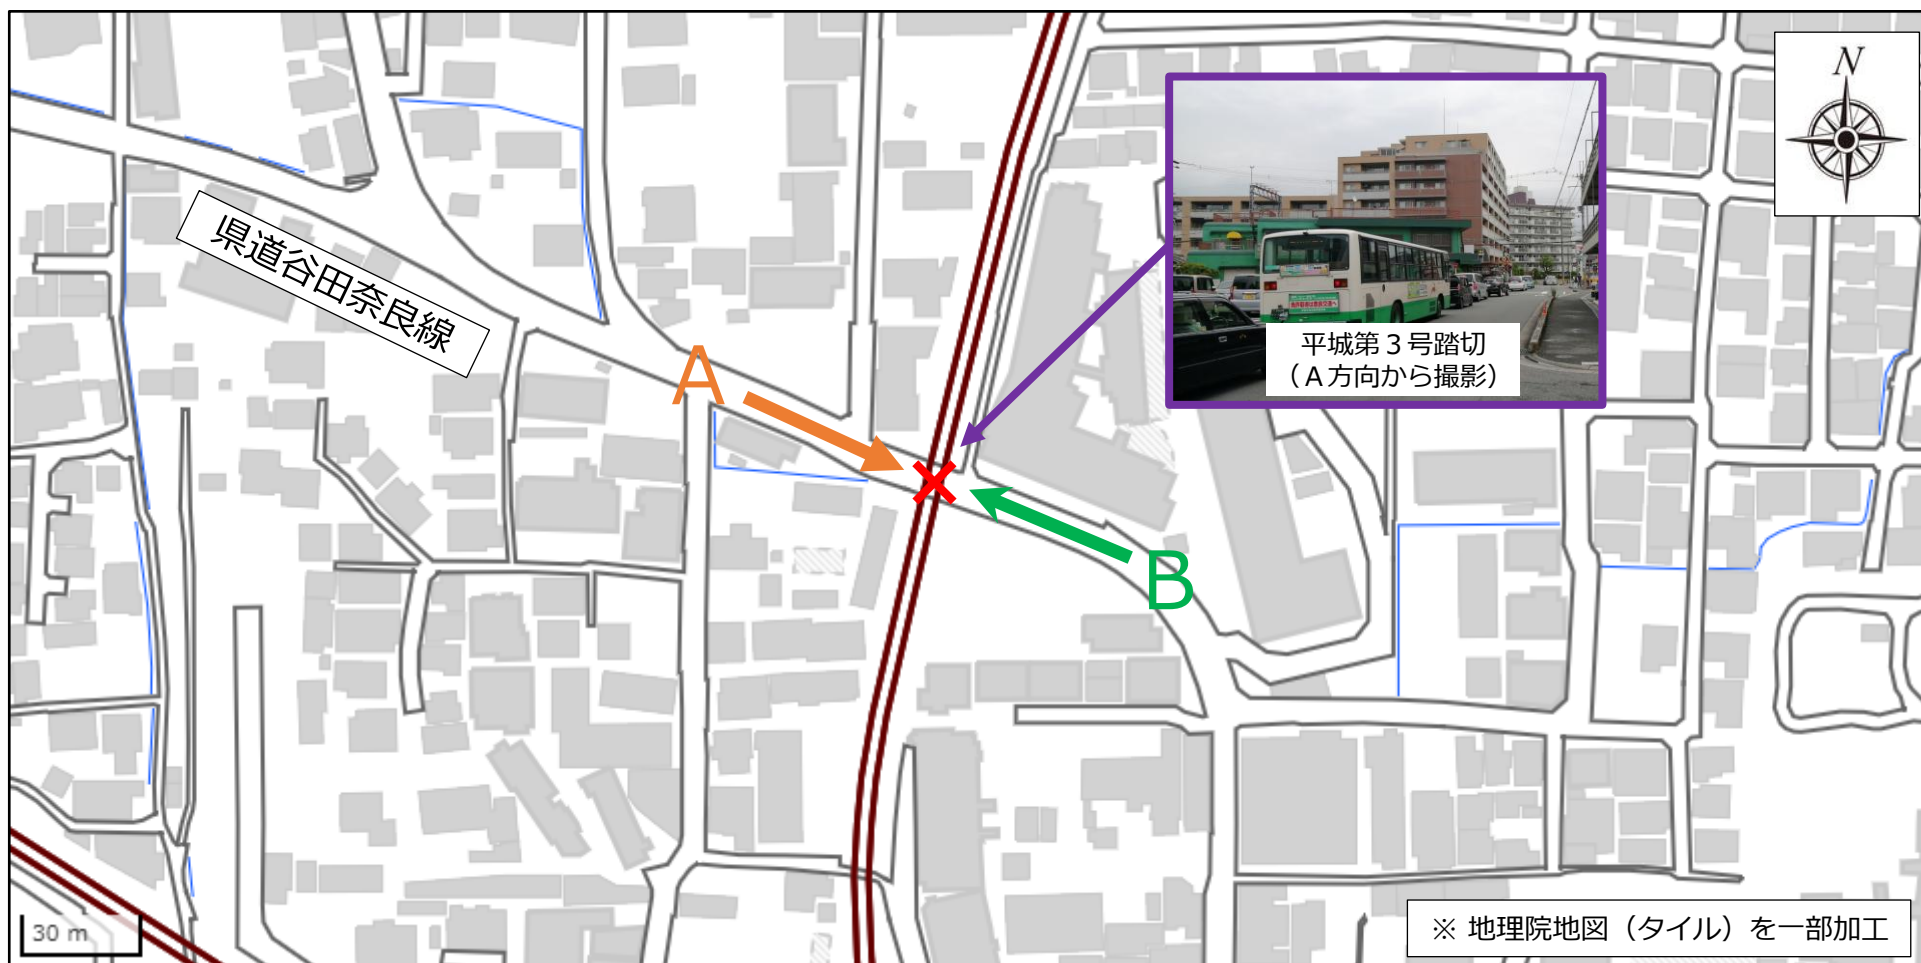 N
県道谷田奈良線
平城第３号踏切
（Ａ方向から撮影）
A
B
30 m
※ 地理院地図（タイル）を一部加工